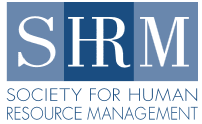 SHRM
SOCIETY FOR HUMAN
RESOURCE MANAGEMENT